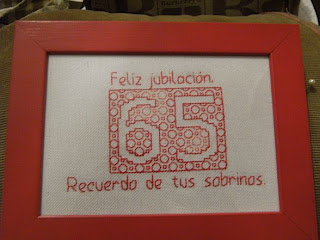 Feliz jubilación.
65
Recuerdo de tus sobrinos.